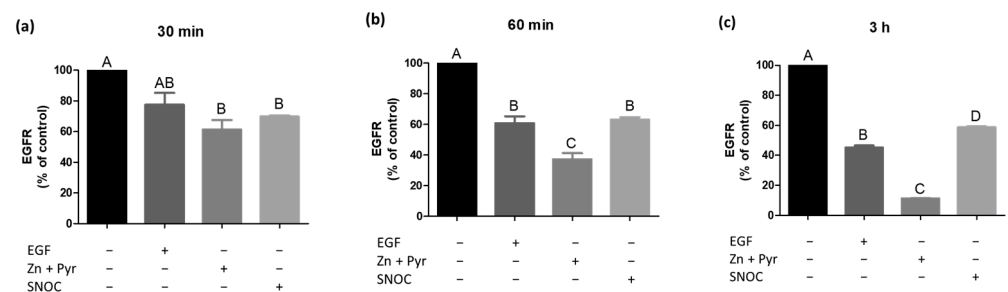 (a)
30 min
EGFR
(% of control)
100
80
60
40
20
0
A
AB
B
B
EGF – + – –
Zn + Pyr – – + –
SNOC – – – +
(b)
60 min
EGFR
(% of control)
100
80
60
40
20
0
A
B
C
B
EGF – + – –
Zn + Pyr – – + –
SNOC – – – +
(c)
3 h
EGFR
(% of control)
100
80
60
40
20
0
A
B
C
D
EGF – + – –
Zn + Pyr – – + –
SNOC – – – +